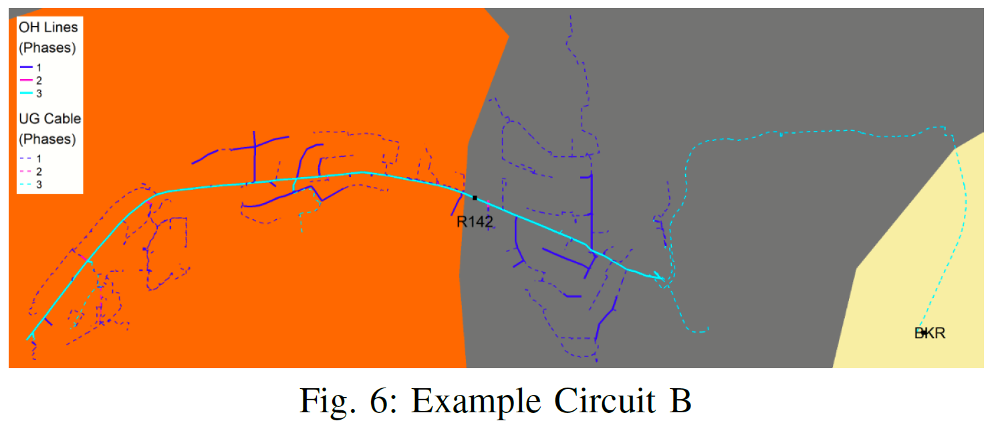 OH Lines
(Phases)
1
2
3
UG Cable
(Phases)
1
2
3
R142
BKR
Fig. 6: Example Circuit B